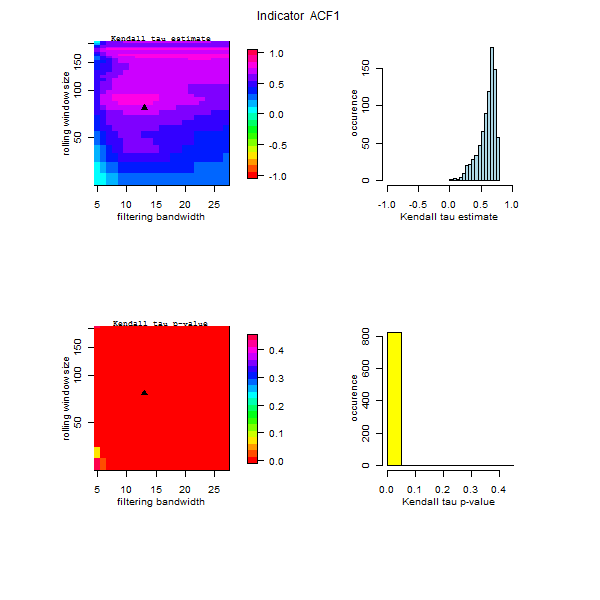 Indicator ACF1
Kendall tau estimate
rolling window size
50 100 150
5 10 15 20 25
filtering bandwidth
1.0
0.5
0.0
-0.5
-1.0
occurence
0 50 100 150
-1.0 -0.5 0.0 0.5 1.0
Kendall tau estimate
Kendall tau p-value
rolling window size
50 100 150
5 10 15 20 25
filtering bandwidth
0.4
0.3
0.2
0.1
0.0
occurence
0 200 400 600 800
0.0 0.1 0.2 0.3 0.4
Kendall tau p-value